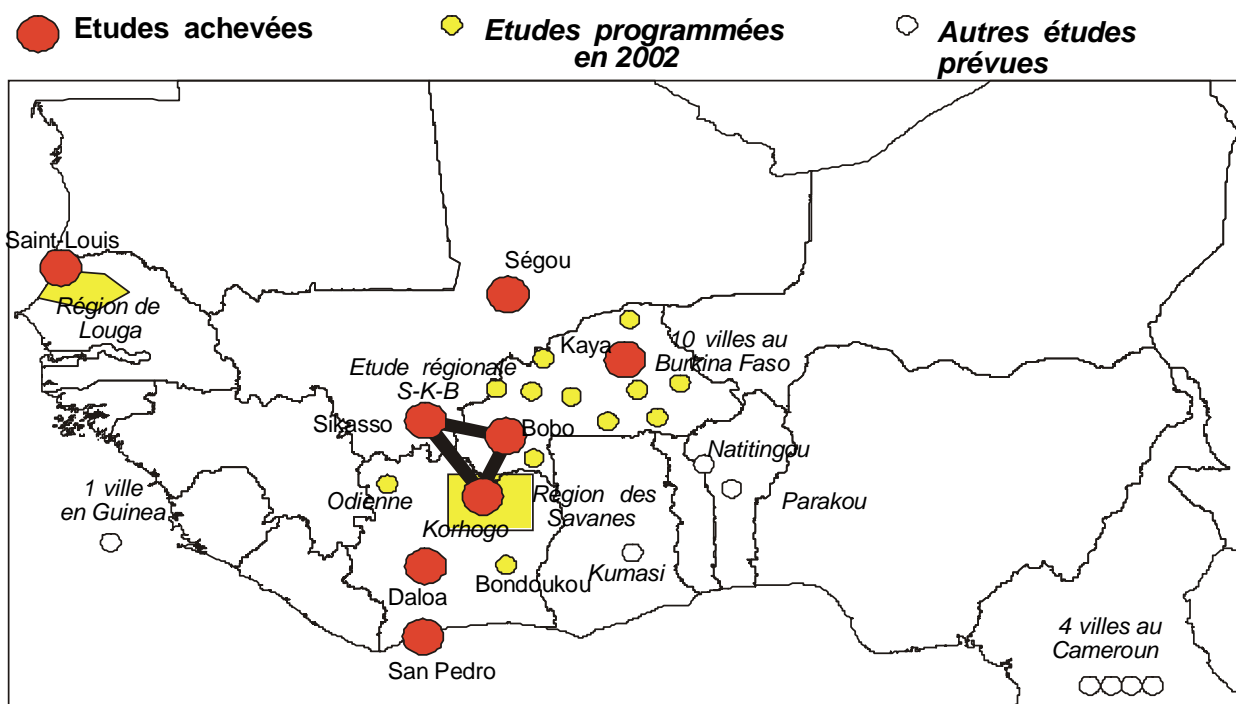 Etudes achevées
Etudes programmées
en 2002
Autres études
prévues
Saint-Louis
Région de
Louga
Ségou
Kaya
10 villes au
Burkina Faso
Etude régionale
S-K-B
Sikasso
Bobo
Natitingou
Parakou
1 ville
en Guinea
Odienne
Korhogo
Région des
Savanes
Daloa
Bondoukou
Kumasi
San Pedro
4 villes au
Cameroun